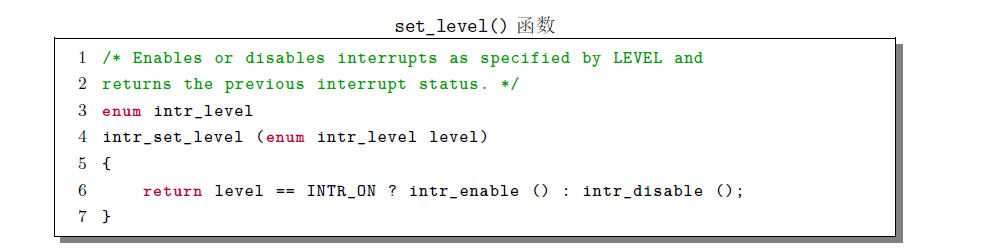 set_level() 函数
1 /* Enables or disables interrupts as specified by LEVEL and
2 returns the previous interrupt status. */
3 enum intr_level
4 intr_set_level (enum intr_level level)
5 {
6     return level == INTR_ON ? intr_enable () : intr_disable ();
7 }